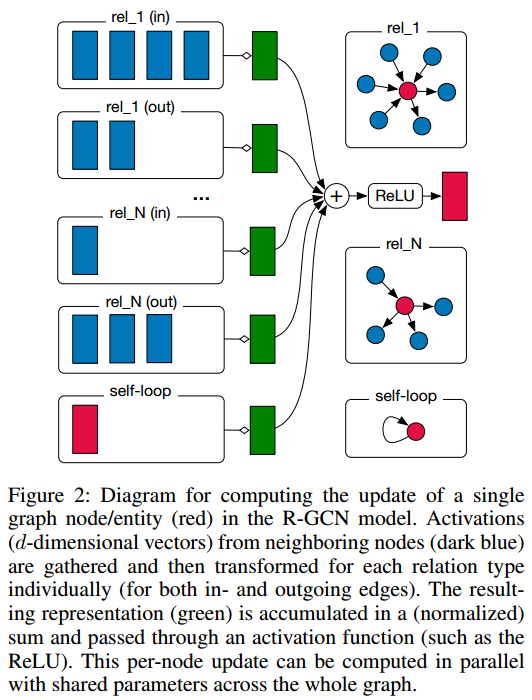 rel_1 (in)
rel_1 (out)
...
rel_N (in)
rel_N (out)
self-loop
+
ReLU
rel_1
rel_N
self-loop
Figure 2: Diagram for computing the update of a single
graph node/entity (red) in the R-GCN model. Activations
(d-dimensional vectors) from neighboring nodes (dark blue)
are gathered and then transformed for each relation type
individually (for both in- and outgoing edges). The result-
ing representation (green) is accumulated in a (normalized)
sum and passed through an activation function (such as the
ReLU). This per-node update can be computed in parallel
with shared parameters across the whole graph.